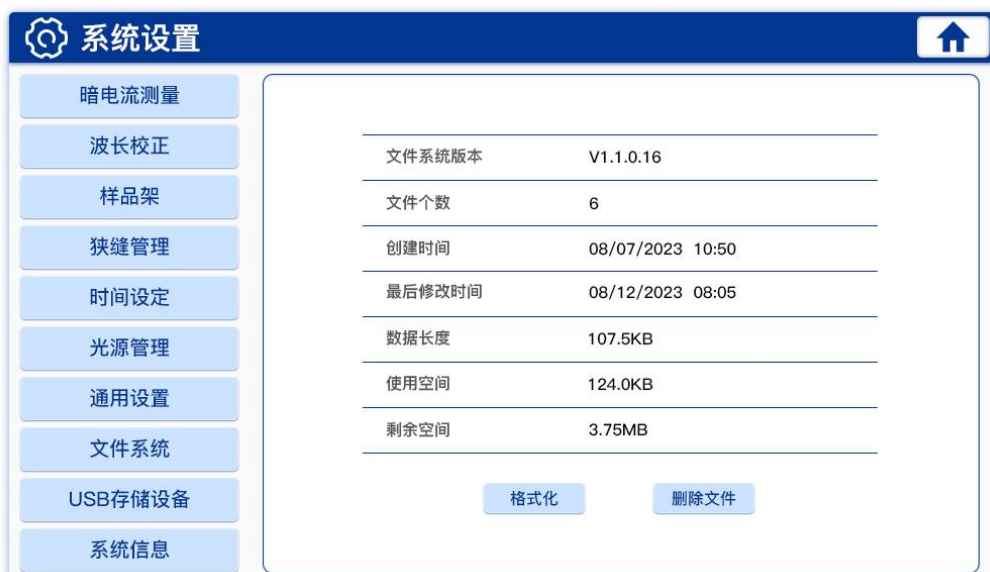 系统设置
暗电流测量
波长校正
样品架
狭缝管理
时间设定
光源管理
通用设置
文件系统
USB存储设备
系统信息
文件系统版本 V1.1.0.16
文件个数 6
创建时间 08/07/2023 10:50
最后修改时间 08/12/2023 08:05
数据长度 107.5KB
使用空间 124.0KB
剩余空间 3.75MB
格式化 删除文件